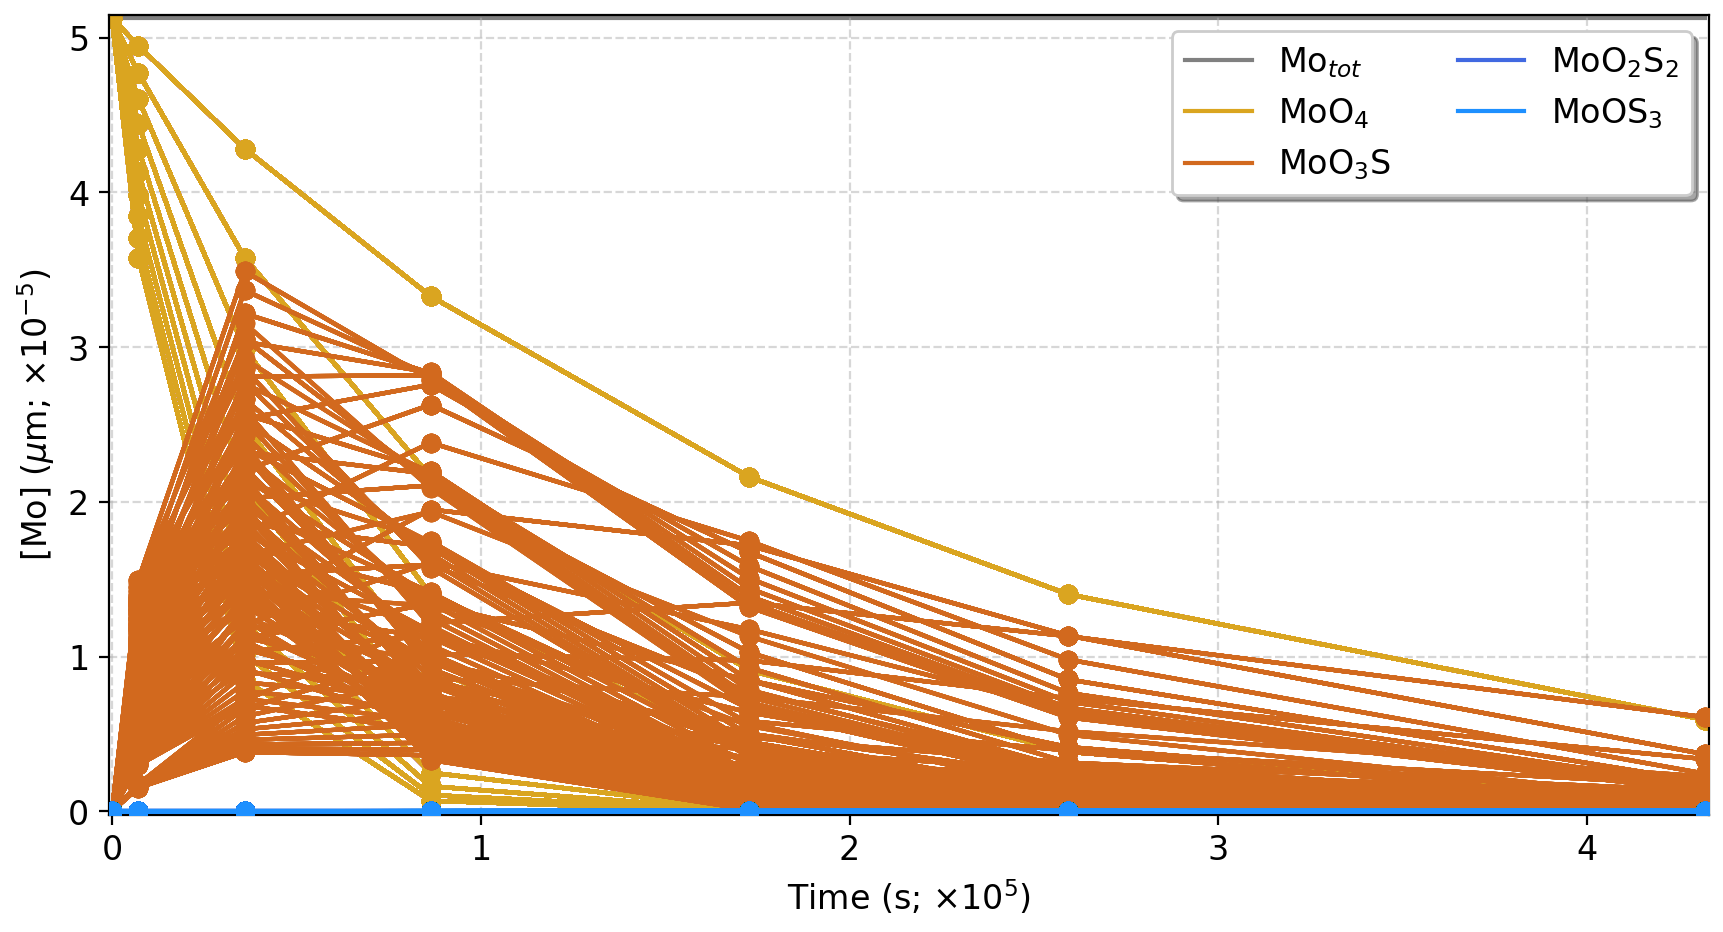 Mo_tot
MoO₂S₂
MoO₄
MoOS₃
MoO₃S
[Mo] (μm; ×10⁻⁵)
5
4
3
2
1
0
0 1 2 3 4
Time (s; ×10⁵)